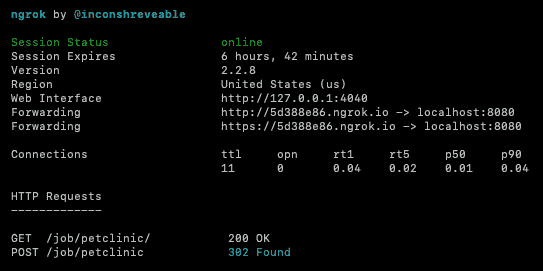 ngrok by @inconshreveable
Session Status online
Session Expires 6 hours, 42 minutes
Version 2.2.8
Region United States (us)
Web Interface http://127.0.0.1:4040
Forwarding http://5d388e86.ngrok.io -> localhost:8080
Forwarding https://5d388e86.ngrok.io -> localhost:8080
Connections ttl opn rt1 rt5 p50 p90
11 0 0.04 0.02 0.01 0.04
HTTP Requests
-------------
GET /job/petclinic/ 200 OK
POST /job/petclinic 302 Found